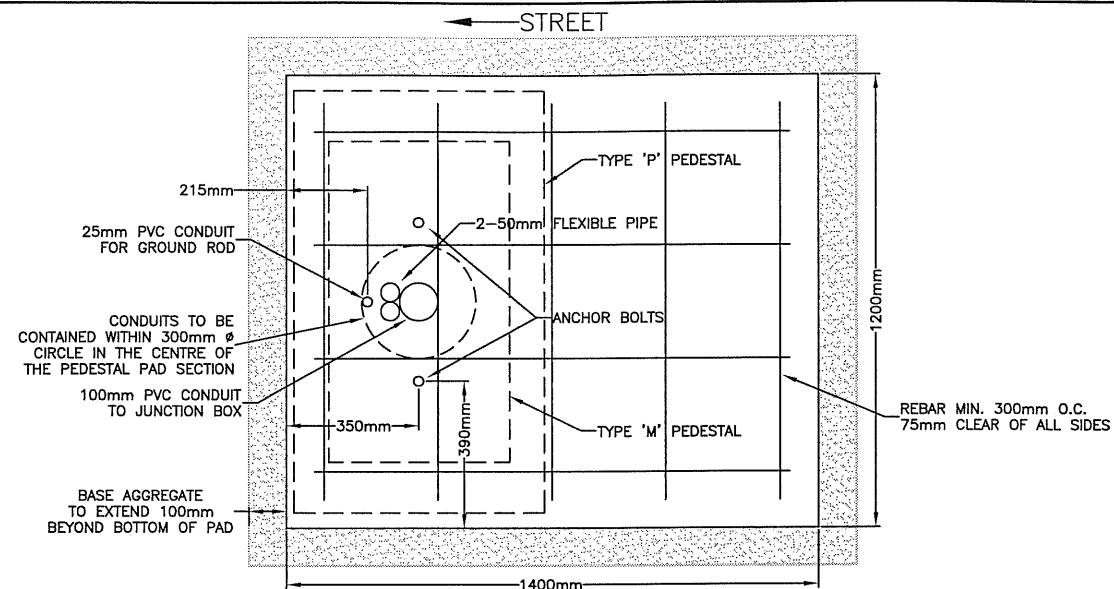 STREET
TYPE 'P' PEDESTAL
215mm
2-50mm FLEXIBLE PIPE
25mm PVC CONDUIT
FOR GROUND ROD
CONDUITS TO BE
CONTAINED WITHIN 300mm ø
CIRCLE IN THE CENTRE OF
THE PEDESTAL PAD SECTION
ANCHOR BOLTS
1200mm
100mm PVC CONDUIT
TO JUNCTION BOX
350mm
390mm
TYPE 'M' PEDESTAL
REBAR MIN. 300mm O.C.
75mm CLEAR OF ALL SIDES
BASE AGGREGATE
TO EXTEND 100mm
BEYOND BOTTOM OF PAD
1400mm